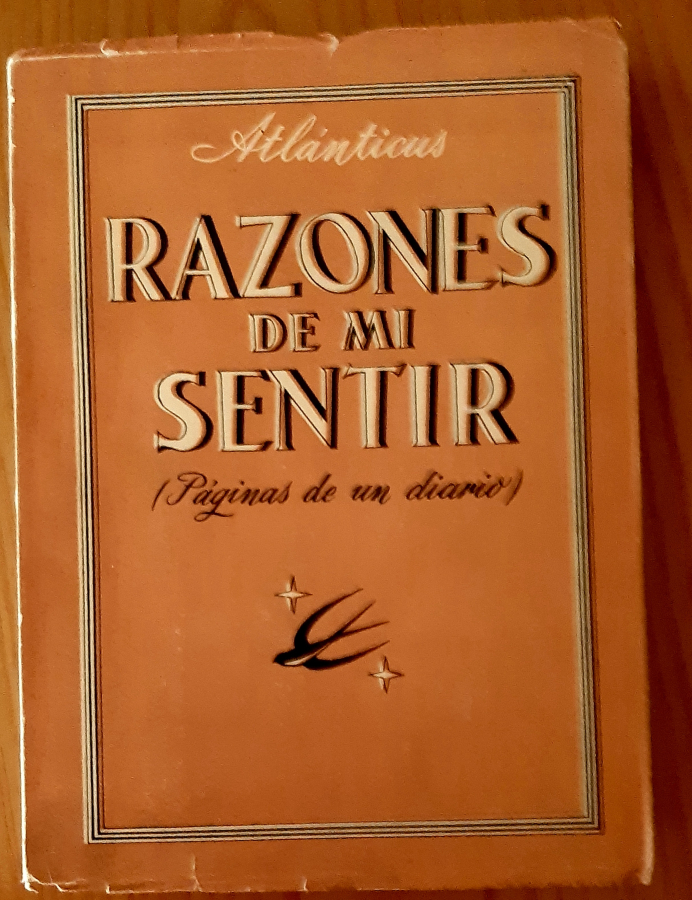 Atlánticus
RAZONES
DE MI
SENTIR
(Páginas de un diario)